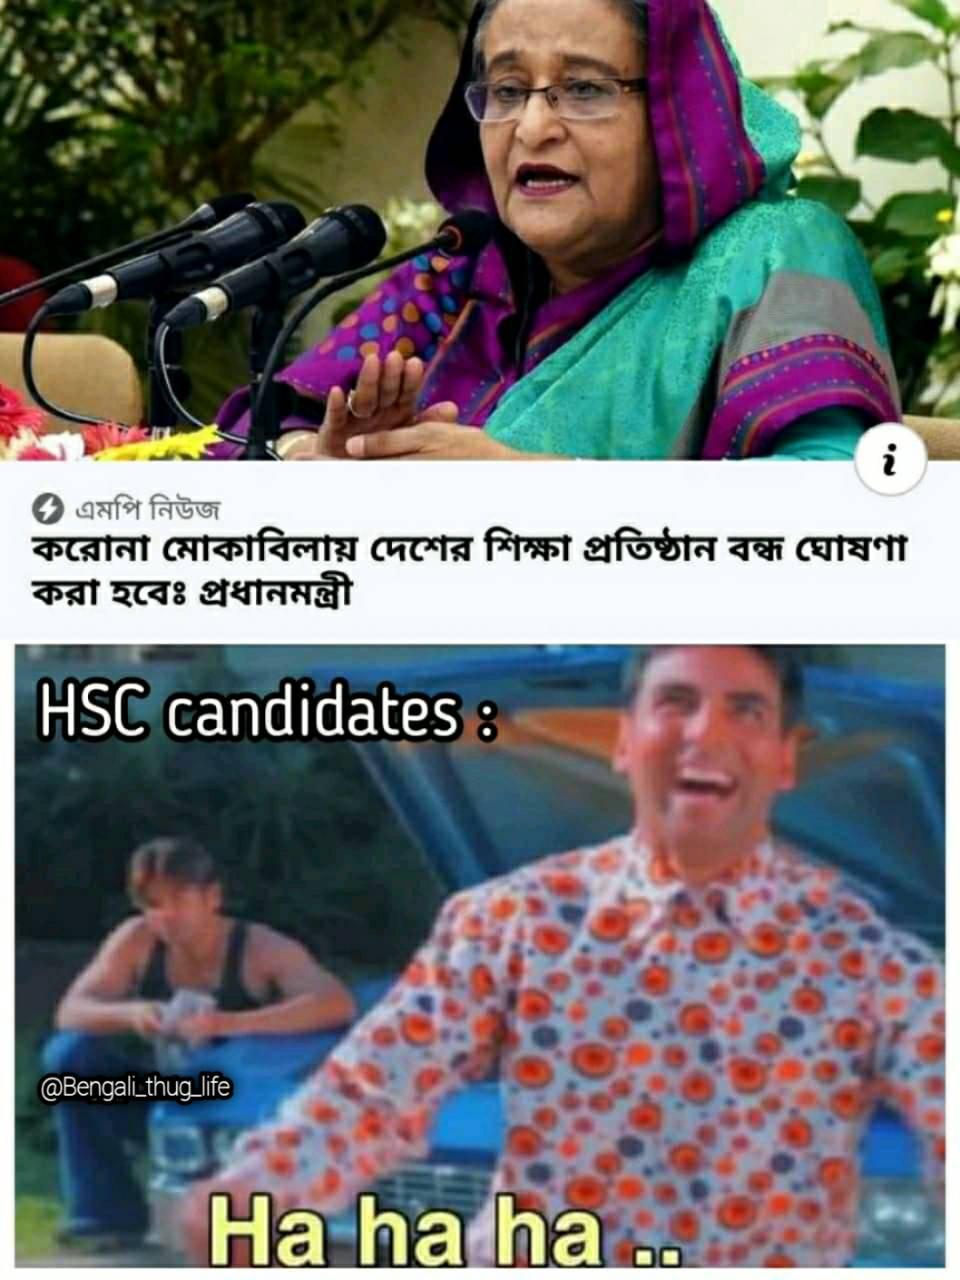 এমপি নিউজ
করোনা মোকাবিলায় দেশের শিক্ষা প্রতিষ্ঠান বন্ধ ঘোষণা
করা হবেঃ প্রধানমন্ত্রী
HSC candidates :
@Bengali_thug_life
Ha ha ha ..